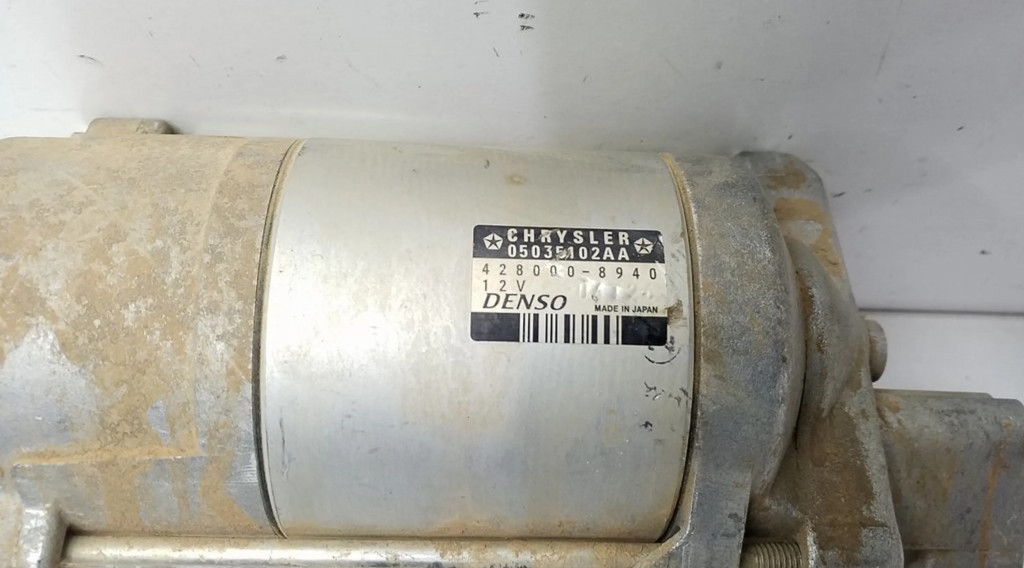 CHRYSLER
05035102AA
428000-8940
12V
DENSO MADE IN JAPAN